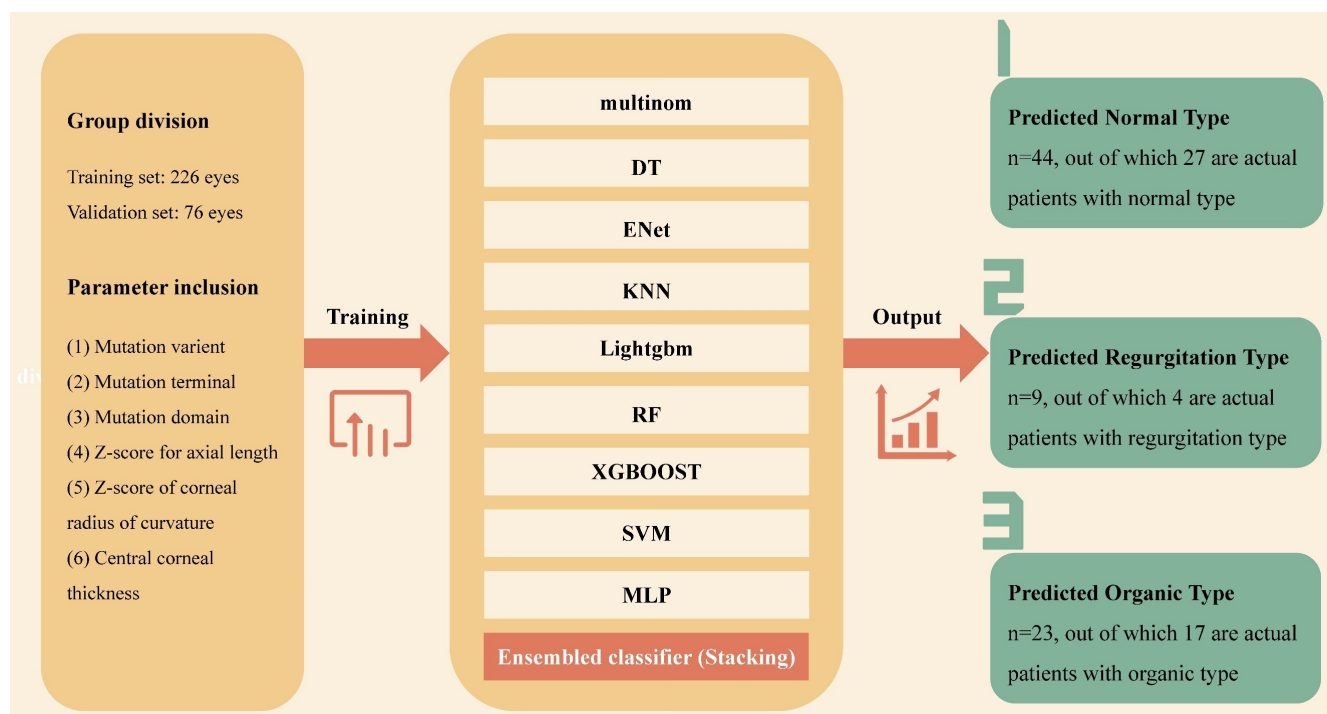 Group division
Training set: 226 eyes
Validation set: 76 eyes
Parameter inclusion
(1) Mutation varient
(2) Mutation terminal
(3) Mutation domain
(4) Z-score for axial length
(5) Z-score of corneal
radius of curvature
(6) Central corneal
thickness
Training
multinom
DT
ENet
KNN
Lightgbm
RF
XGBOOST
SVM
MLP
Ensembled classifier (Stacking)
Output
1
Predicted Normal Type
n=44, out of which 27 are actual
patients with normal type
2
Predicted Regurgitation Type
n=9, out of which 4 are actual
patients with regurgitation type
3
Predicted Organic Type
n=23, out of which 17 are actual
patients with organic type